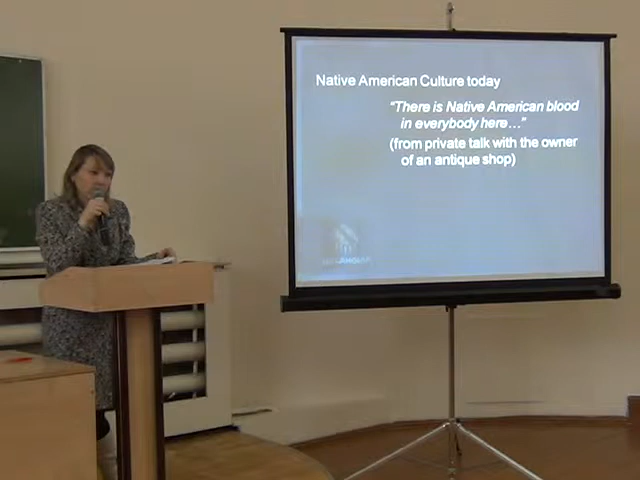 Native American Culture today
“There is Native American blood
in everybody here…”
(from private talk with the owner
of an antique shop)